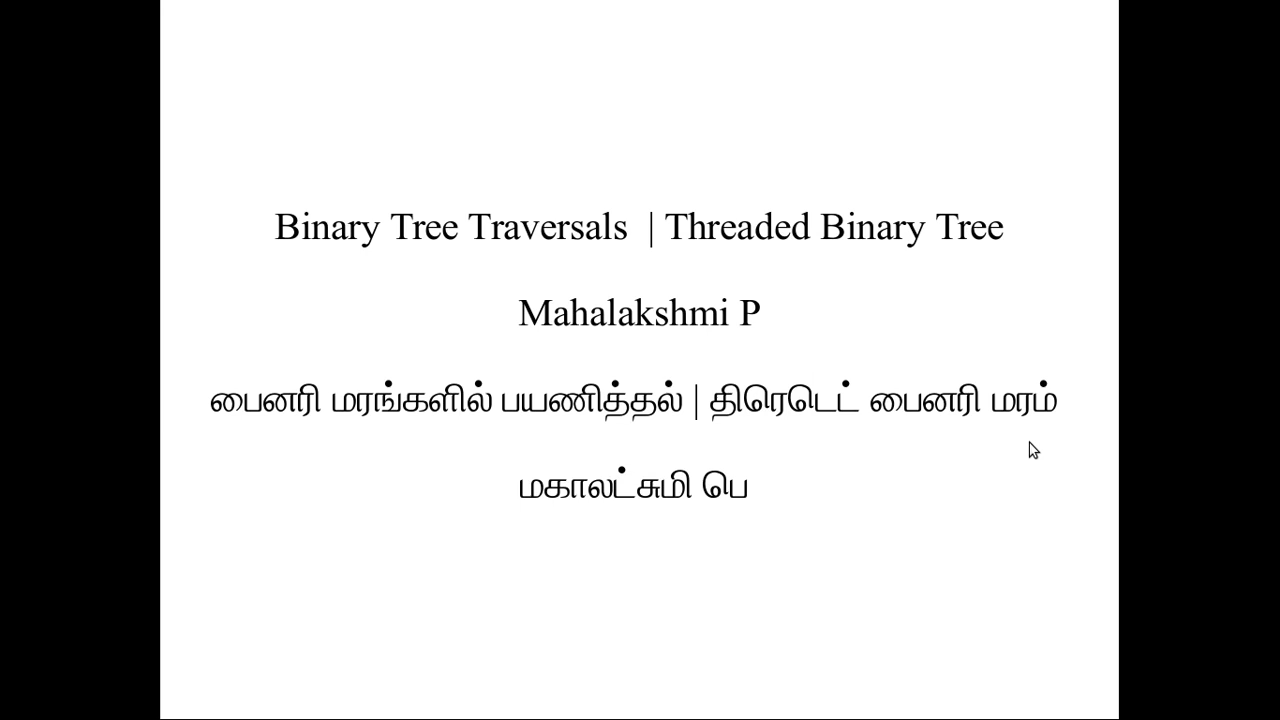 Binary Tree Traversals | Threaded Binary Tree
Mahalakshmi P
பைனரி மரங்களில் பயணித்தல் | திரெடெட் பைனரி மரம்
மகாலட்சுமி பெ